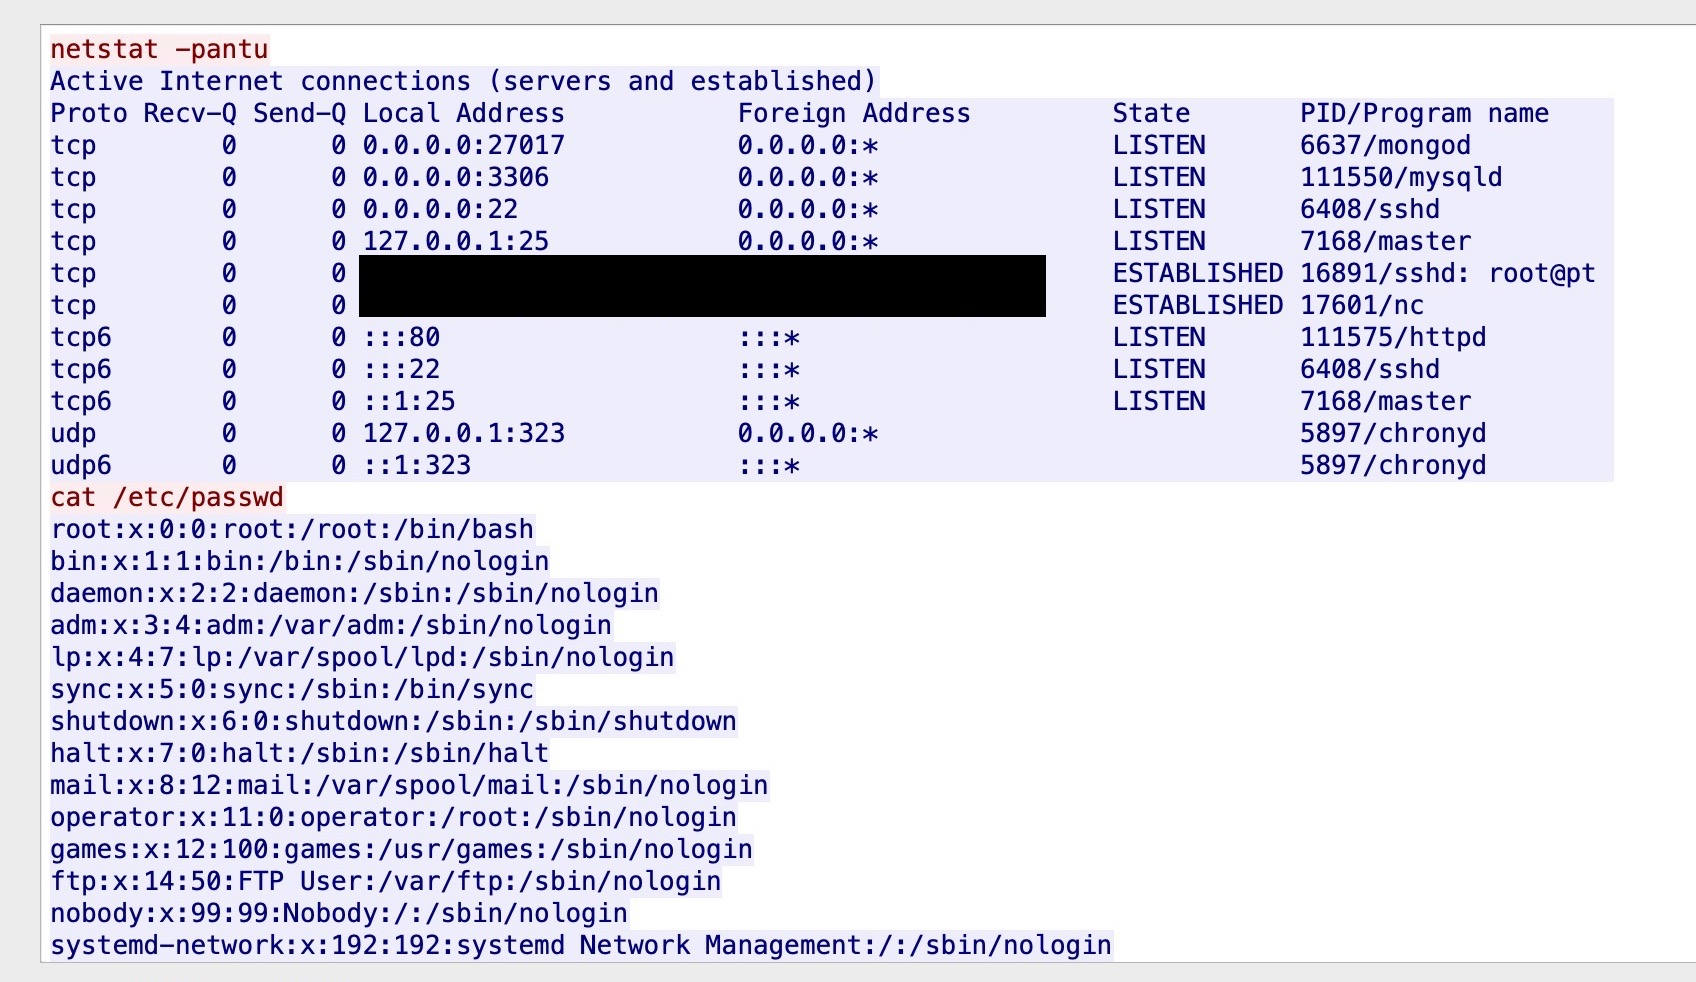 netstat -pantu
Active Internet connections (servers and established)
Proto Recv-Q Send-Q Local Address           Foreign Address         State       PID/Program name
tcp        0      0 0.0.0.0:27017           0.0.0.0:*               LISTEN      6637/mongod
tcp        0      0 0.0.0.0:3306            0.0.0.0:*               LISTEN      111550/mysqld
tcp        0      0 0.0.0.0:22              0.0.0.0:*               LISTEN      6408/sshd
tcp        0      0 127.0.0.1:25            0.0.0.0:*               LISTEN      7168/master
tcp        0      0                                                 ESTABLISHED 16891/sshd: root@pt
tcp        0      0                                                 ESTABLISHED 17601/nc
tcp6       0      0 :::80                   :::*                    LISTEN      111575/httpd
tcp6       0      0 :::22                   :::*                    LISTEN      6408/sshd
tcp6       0      0 ::1:25                  :::*                    LISTEN      7168/master
udp        0      0 127.0.0.1:323           0.0.0.0:*                           5897/chronyd
udp6       0      0 ::1:323                 :::*                                5897/chronyd
cat /etc/passwd
root:x:0:0:root:/root:/bin/bash
bin:x:1:1:bin:/bin:/sbin/nologin
daemon:x:2:2:daemon:/sbin:/sbin/nologin
adm:x:3:4:adm:/var/adm:/sbin/nologin
lp:x:4:7:lp:/var/spool/lpd:/sbin/nologin
sync:x:5:0:sync:/sbin:/bin/sync
shutdown:x:6:0:shutdown:/sbin:/sbin/shutdown
halt:x:7:0:halt:/sbin:/sbin/halt
mail:x:8:12:mail:/var/spool/mail:/sbin/nologin
operator:x:11:0:operator:/root:/sbin/nologin
games:x:12:100:games:/usr/games:/sbin/nologin
ftp:x:14:50:FTP User:/var/ftp:/sbin/nologin
nobody:x:99:99:Nobody:/:/sbin/nologin
systemd-network:x:192:192:systemd Network Management:/:/sbin/nologin